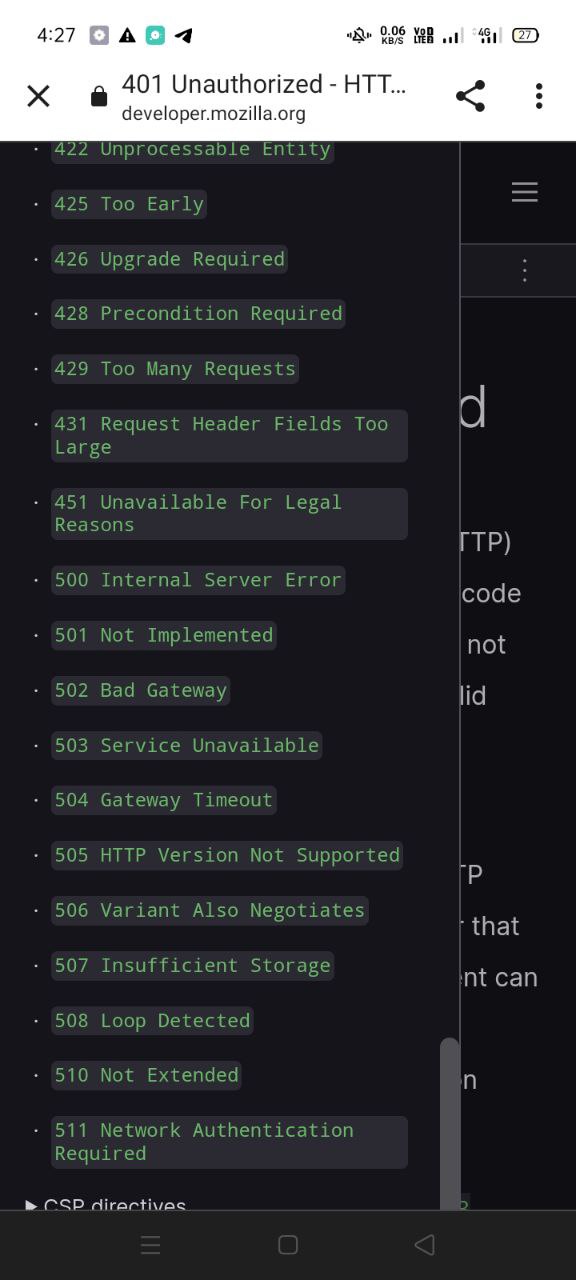 4:27
0.06
KB/S
VoD
LTE2
4G
27
401 Unauthorized - HTT...
developer.mozilla.org
422 Unprocessable Entity
425 Too Early
426 Upgrade Required
428 Precondition Required
429 Too Many Requests
d
431 Request Header Fields Too
Large
451 Unavailable For Legal
Reasons
TTP)
500 Internal Server Error
code
501 Not Implemented
not
502 Bad Gateway
lid
503 Service Unavailable
504 Gateway Timeout
505 HTTP Version Not Supported
TP
506 Variant Also Negotiates
that
507 Insufficient Storage
ent can
508 Loop Detected
510 Not Extended
on
511 Network Authentication
Required
CSP directives